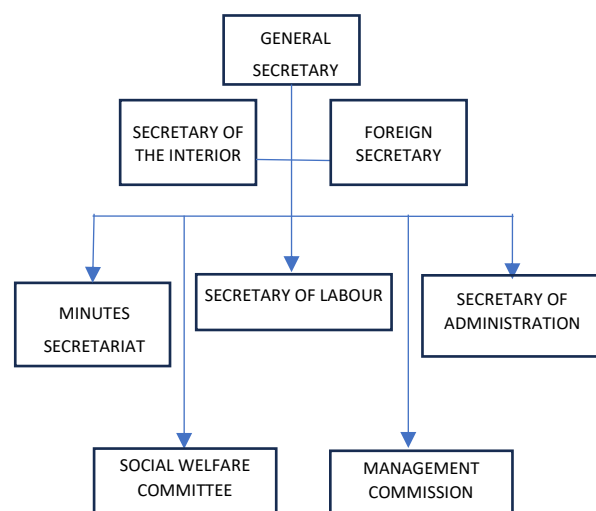 GENERAL
SECRETARY
SECRETARY OF
THE INTERIOR
FOREIGN
SECRETARY
MINUTES
SECRETARIAT
SECRETARY OF LABOUR
SECRETARY OF
ADMINISTRATION
SOCIAL WELFARE
COMMITTEE
MANAGEMENT
COMMISSION